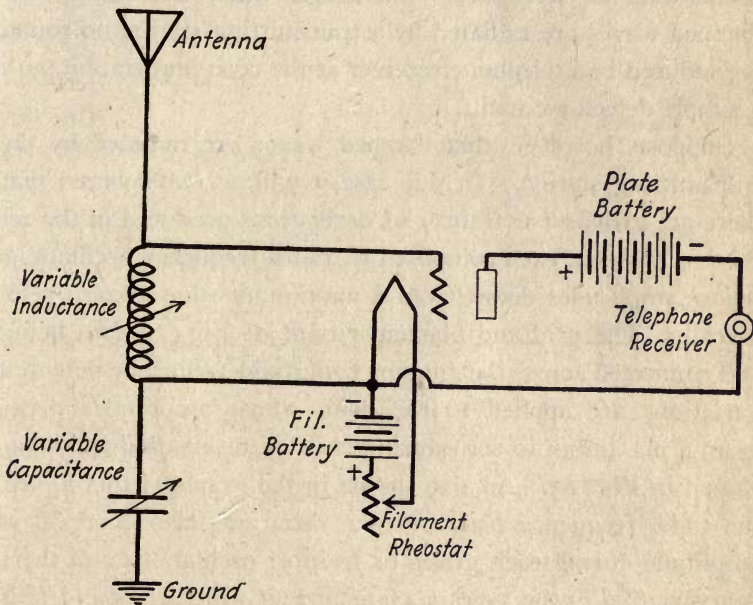 Antenna
Plate
Battery
+
-
Variable
Inductance
Telephone
Receiver
-
Fil.
Battery
+
Variable
Capacitance
Filament
Rheostat
Ground